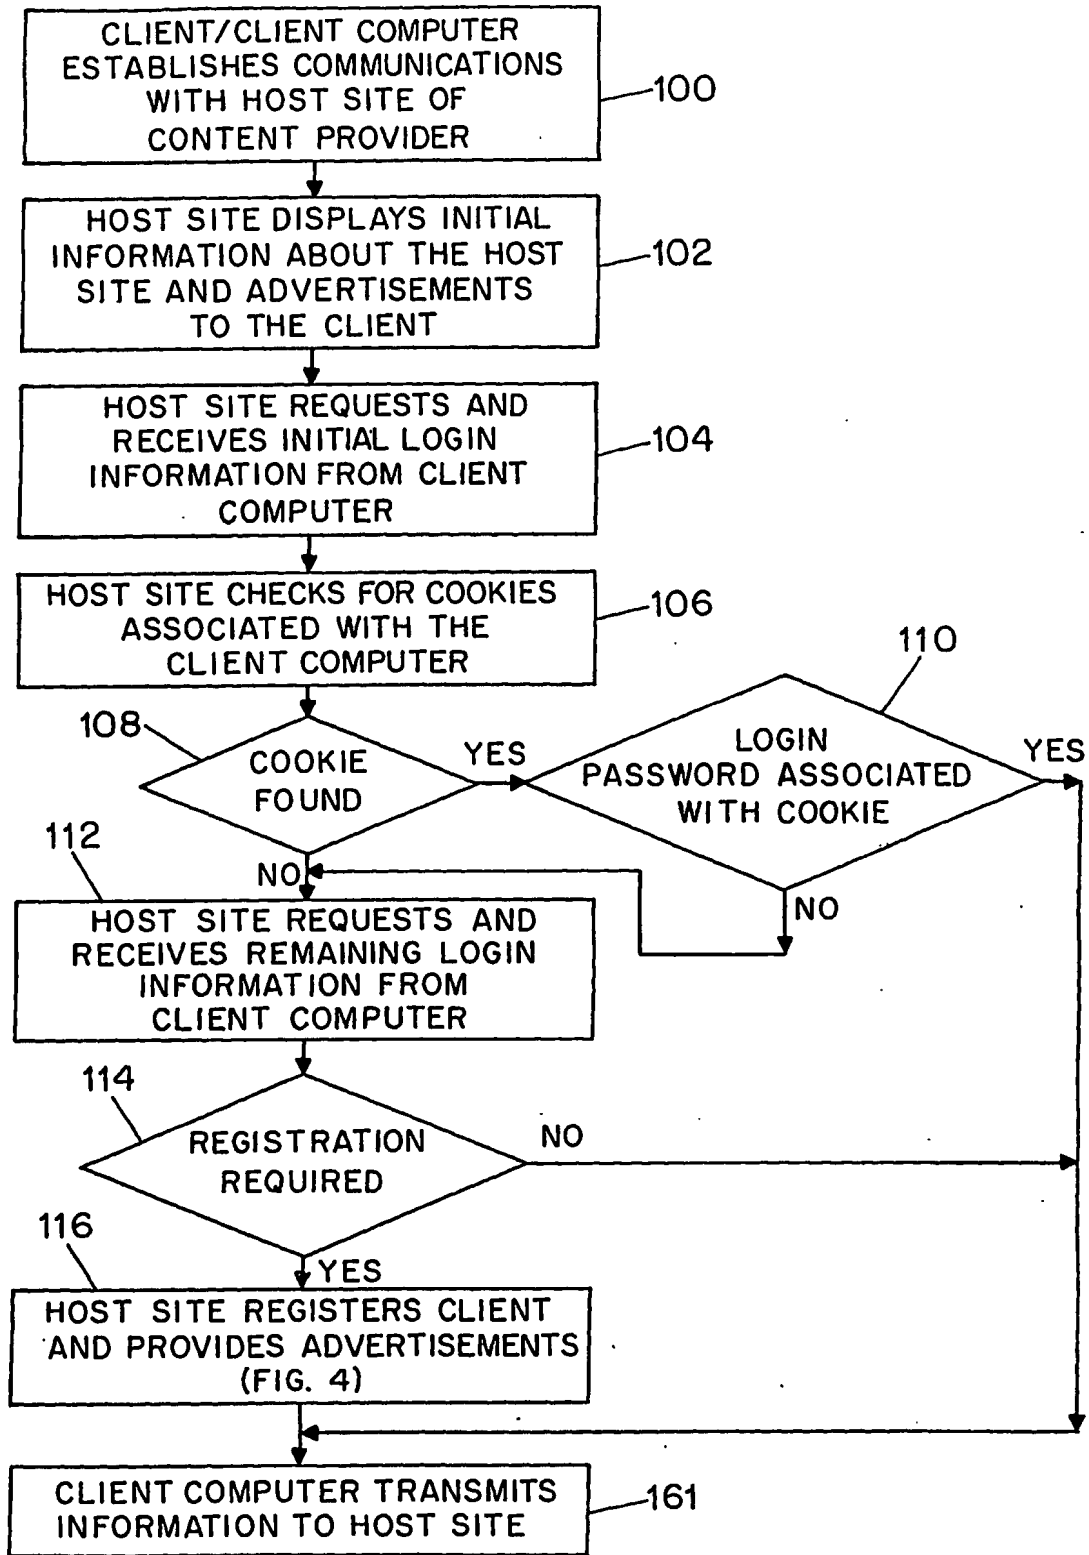 CLIENT/CLIENT COMPUTER
ESTABLISHES COMMUNICATIONS
WITH HOST SITE OF
CONTENT PROVIDER
100
HOST SITE DISPLAYS INITIAL
INFORMATION ABOUT THE HOST
SITE AND ADVERTISEMENTS
TO THE CLIENT
102
HOST SITE REQUESTS AND
RECEIVES INITIAL LOGIN
INFORMATION FROM CLIENT
COMPUTER
104
HOST SITE CHECKS FOR COOKIES
ASSOCIATED WITH THE
CLIENT COMPUTER
106
108
COOKIE
FOUND
YES
NO
110
LOGIN
PASSWORD ASSOCIATED
WITH COOKIE
YES
NO
112
HOST SITE REQUESTS AND
RECEIVES REMAINING LOGIN
INFORMATION FROM
CLIENT COMPUTER
114
REGISTRATION
REQUIRED
NO
YES
116
HOST SITE REGISTERS CLIENT
AND PROVIDES ADVERTISEMENTS
(FIG. 4)
CLIENT COMPUTER TRANSMITS
INFORMATION TO HOST SITE
161